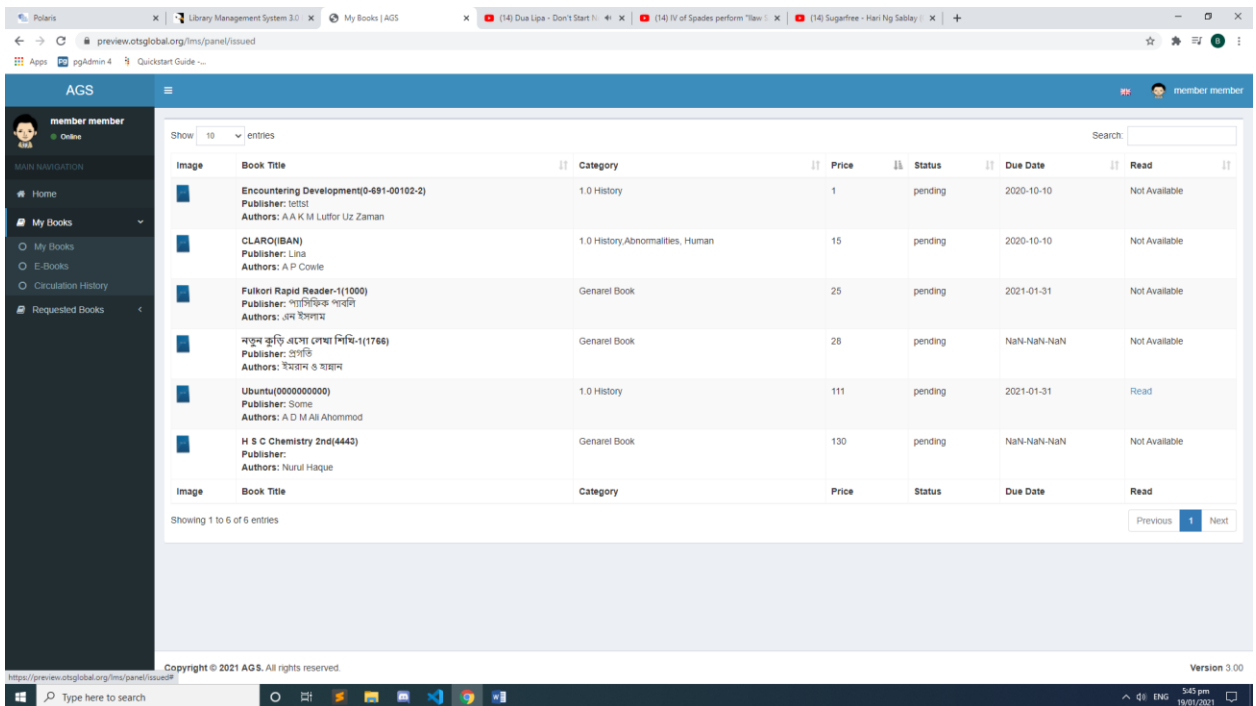 Polaris
Library Management System 3.0
My Books | AGS
(14) Dua Lipa - Don't Start N
(14) IV of Spades perform "Ilaw S
(14) Sugarfree - Hari Ng Sablay
preview.otsglobal.org/lms/panel/issued
B
Apps
Pg pgAdmin 4
Quickstart Guide -...
AGS
member member
member member
Online
MAIN NAVIGATION
Home
My Books
My Books
E-Books
Circulation History
Requested Books
Show 10 entries
Search:
Image Book Title Category Price Status Due Date Read
Encountering Development(0-691-00102-2) 1.0 History 1 pending 2020-10-10 Not Available
Publisher: tettst
Authors: A A K M Lutfor Uz Zaman
CLARO(IBAN) 1.0 History,Abnormalities, Human 15 pending 2020-10-10 Not Available
Publisher: Lina
Authors: A P Cowle
Fulkori Rapid Reader-1(1000) Genarel Book 25 pending 2021-01-31 Not Available
Publisher: প্যাসিফিক পাবলি
Authors: এন ইসলাম
নতুন কুড়ি এসো লেখা শিখি-1(1766) Genarel Book 28 pending NaN-NaN-NaN Not Available
Publisher: প্রগতি
Authors: ইমরান ও হান্নান
Ubuntu(0000000000) 1.0 History 111 pending 2021-01-31 Read
Publisher: Some
Authors: A D M Ali Ahommod
H S C Chemistry 2nd(4443) Genarel Book 130 pending NaN-NaN-NaN Not Available
Publisher:
Authors: Nurul Haque
Image Book Title Category Price Status Due Date Read
Showing 1 to 6 of 6 entries
Previous 1 Next
Copyright © 2021 AGS. All rights reserved.
Version 3.00
https://preview.otsglobal.org/lms/panel/issued#
Type here to search
ENG
5:45 pm
19/01/2021